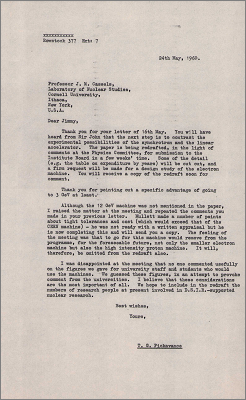 xxxxxxxxxxx
Rowstock 377 Extn 7
24th May, 1960.
Professor J. M. Cassels,
Laboratory of Nuclear Studies,
Cornell University,
Ithaca,
New York,
U.S.A.
Dear Jimmy,
Thank you for your letter of 16th May. You will have
heard from Sir John that the next step is to contrast the
experimental possibilities of the synchrotron and the linear
accelerator. The paper is being redrafted, in the light of
comments at the Physics Committee, for submission to the
Institute Board in a few weeks' time. Some of the detail
(e.g. the table on expenditure by years) will be cut out, and
a firm request will be made for a design study of the electron
machine. You will receive a copy of the redraft soon for
comment.
Thank you for pointing out a specific advantage of going
to 3 GeV at least.
Although the 12 GeV machine was not mentioned in the paper,
I raised the matter at the meeting and repeated the comments you
made in your previous letter. Hillett made a number of points
about tight tolerances and cost (which would exceed that of the
CERN machine) - he was not ready with a written appraisal but he
is now completing this and will send you a copy. The feeling of
the meeting was that to go for this machine would remove from the
programme, for the foreseeable future, not only the smaller electron
machine but also the high intensity proton machine. It will,
therefore, be omitted from the redraft also.
I was disappointed at the meeting that no one commented usefully
on the figures we gave for university staff and students who would
use the machines. We guessed these figures, in an attempt to provoke
comment from the universities. I believe that these considerations
are the most important of all. We hope to include in the redraft the
numbers of research people at present involved in D.S.I.R.-supported
nuclear research.
Best wishes,
Yours,
T. G. Pickavance